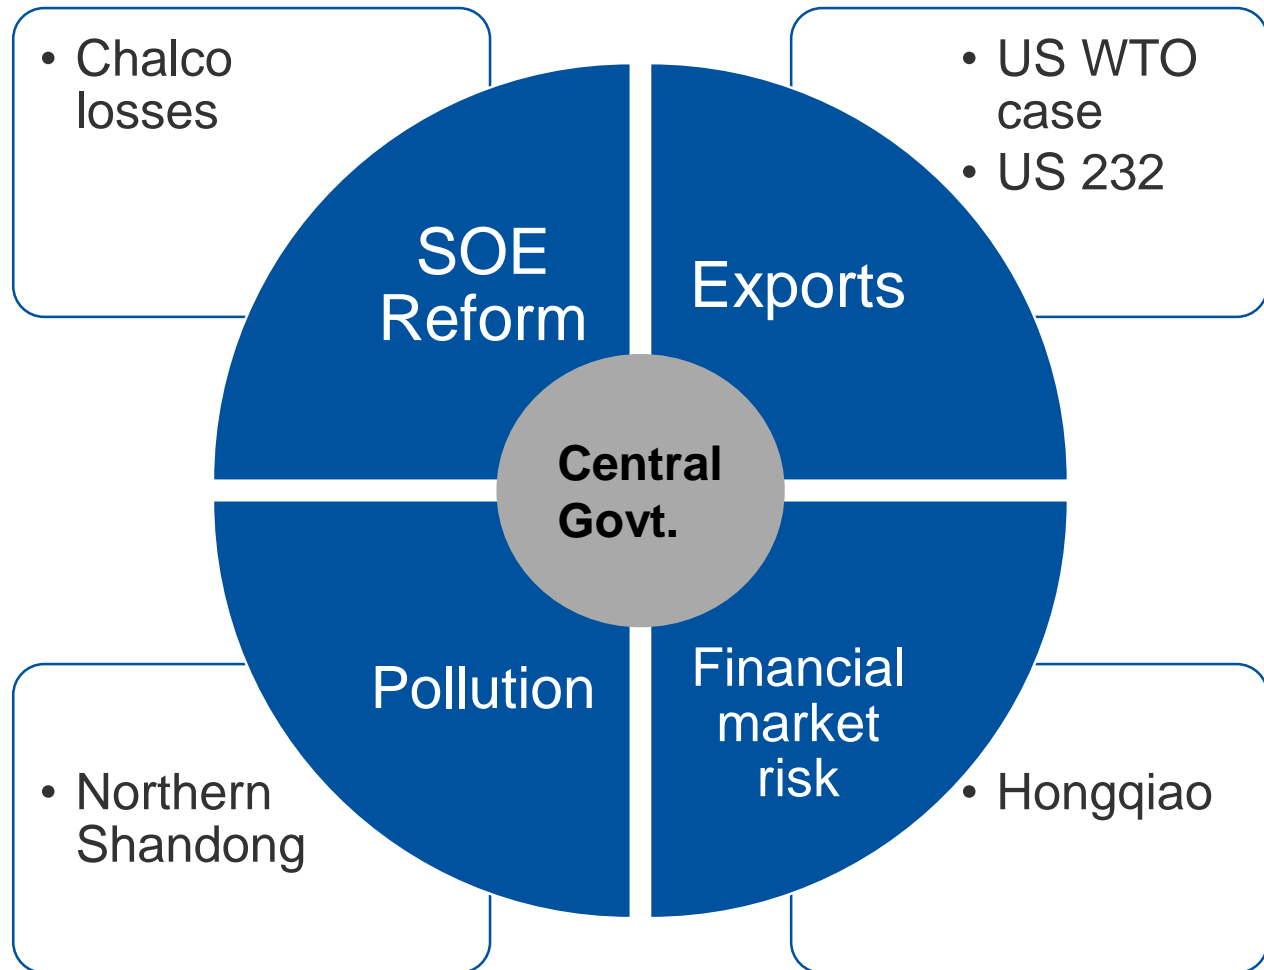 • Chalco
losses
• US WTO
case
• US 232
SOE
Reform
Exports
Central
Govt.
Pollution
Financial
market
risk
• Northern
Shandong
• Hongqiao